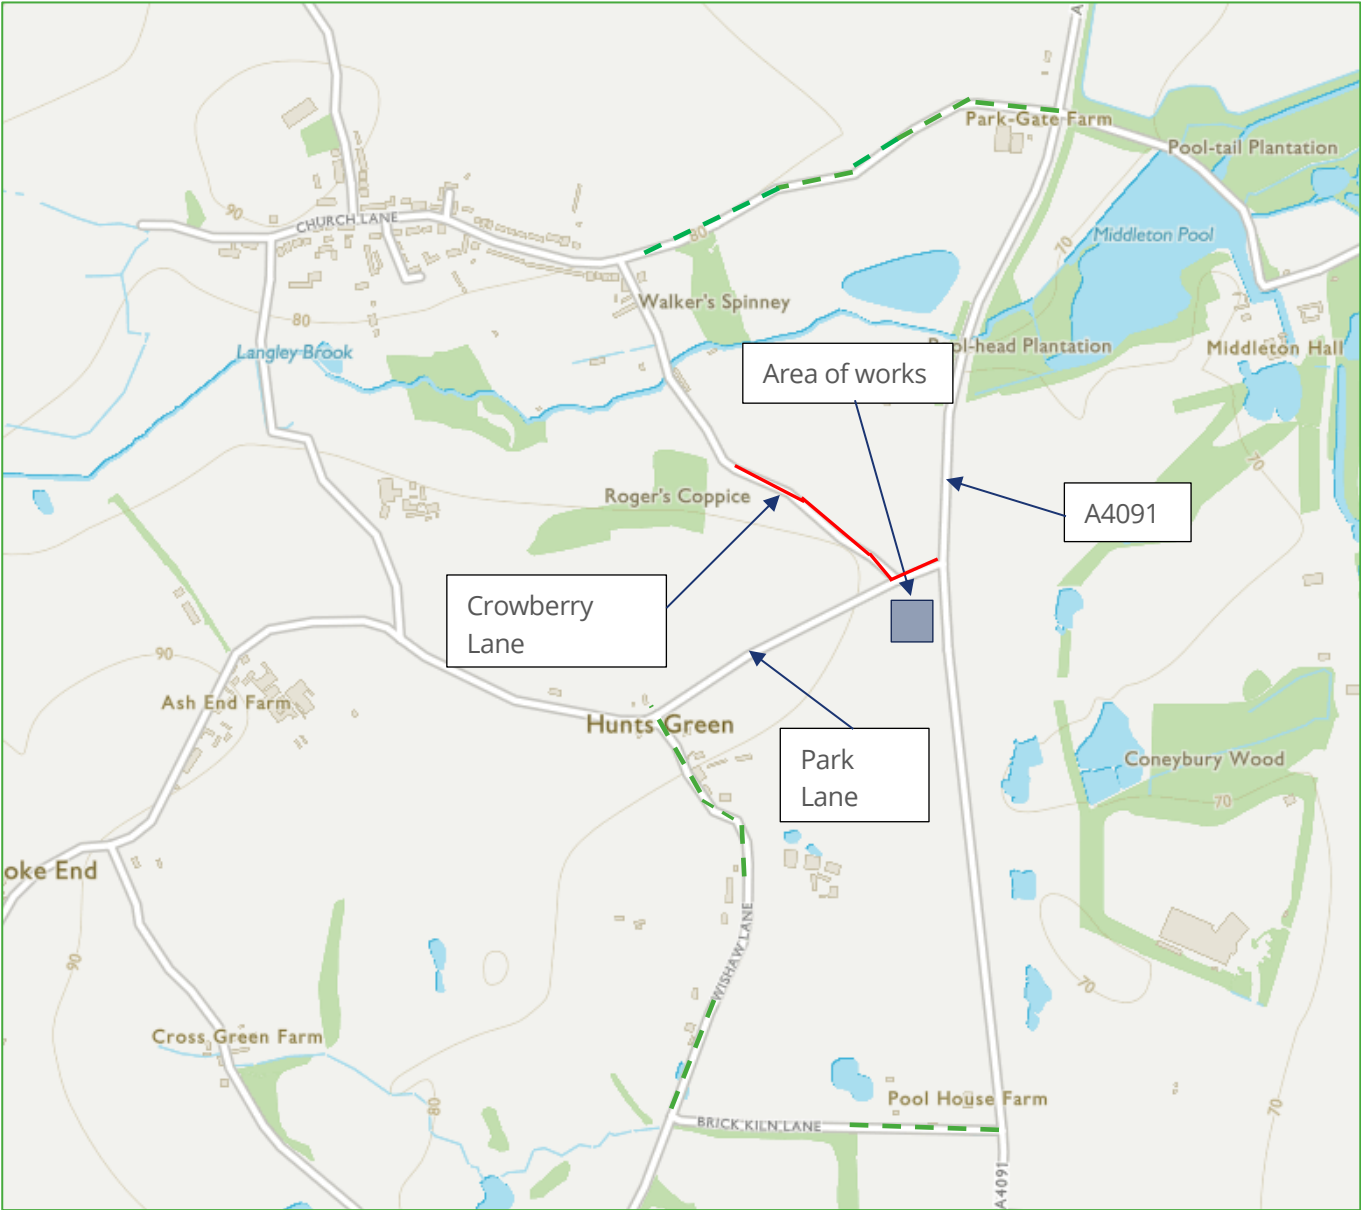 A
Park-Gate Farm
Pool-tail Plantation
90
CHURCH LANE
80
Middleton Pool
70
Walker's Spinney
80
Langley Brook
ol-head Plantation
Middleton Hall
Area of works
70
Roger's Coppice
A4091
Crowberry
Lane
90
Ash End Farm
Hunts Green
Park
Lane
Coneybury Wood
70
oke End
WISHAW LANE
90
70
Cross Green Farm
80
Pool House Farm
70
BRICK KILN LANE
A4091